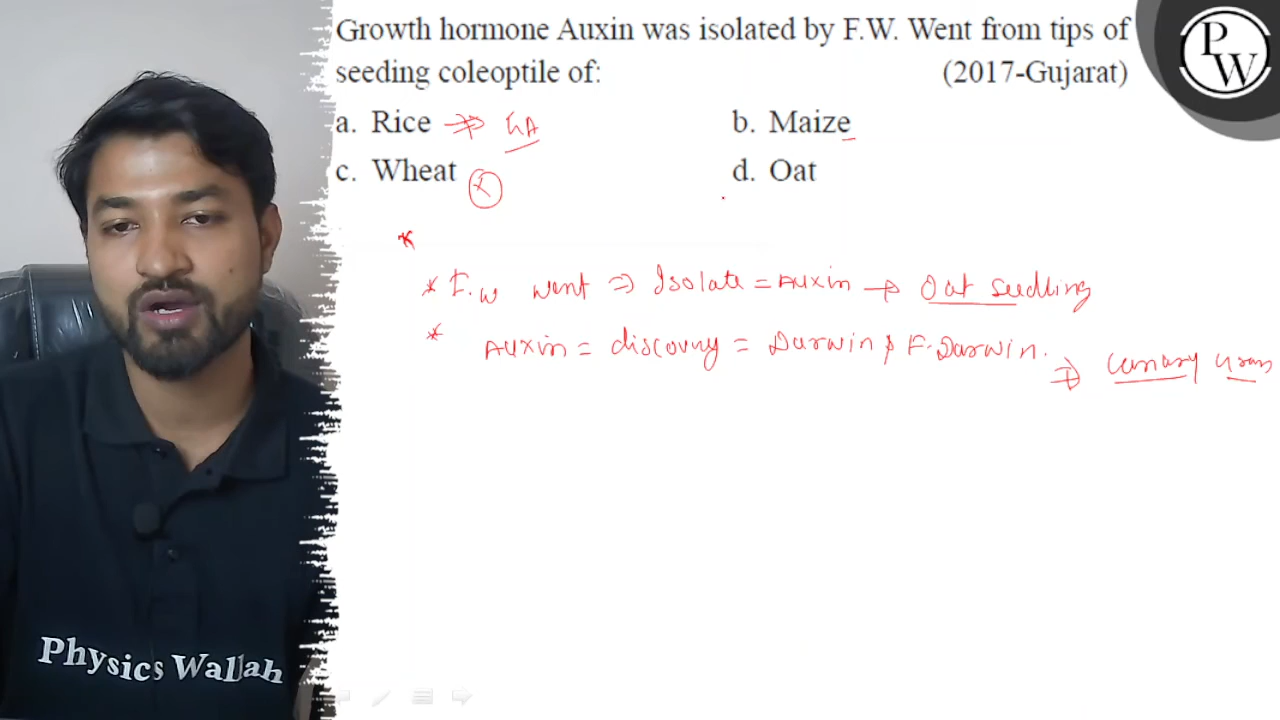 Growth hormone Auxin was isolated by F.W. Went from tips of
seeding coleoptile of: (2017-Gujarat)
a. Rice → GA b. Maize
c. Wheat d. Oat
* F.W went ⇒ Isolate = Auxin → Oat seedling
* Auxin = discovery = Darwin & F. Darwin.
⇒ Canary
PW
Physics Wallah